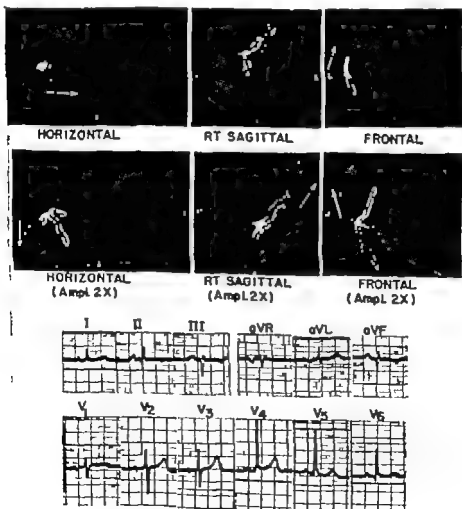 HORIZONTAL RT SAGITTAL FRONTAL
HORIZONTAL RT SAGITTAL FRONTAL
(Ampl. 2X) (Ampl. 2X) (Ampl. 2X)
I II III aVR aVL aVF
V1 V2 V3 V4 V5 V6